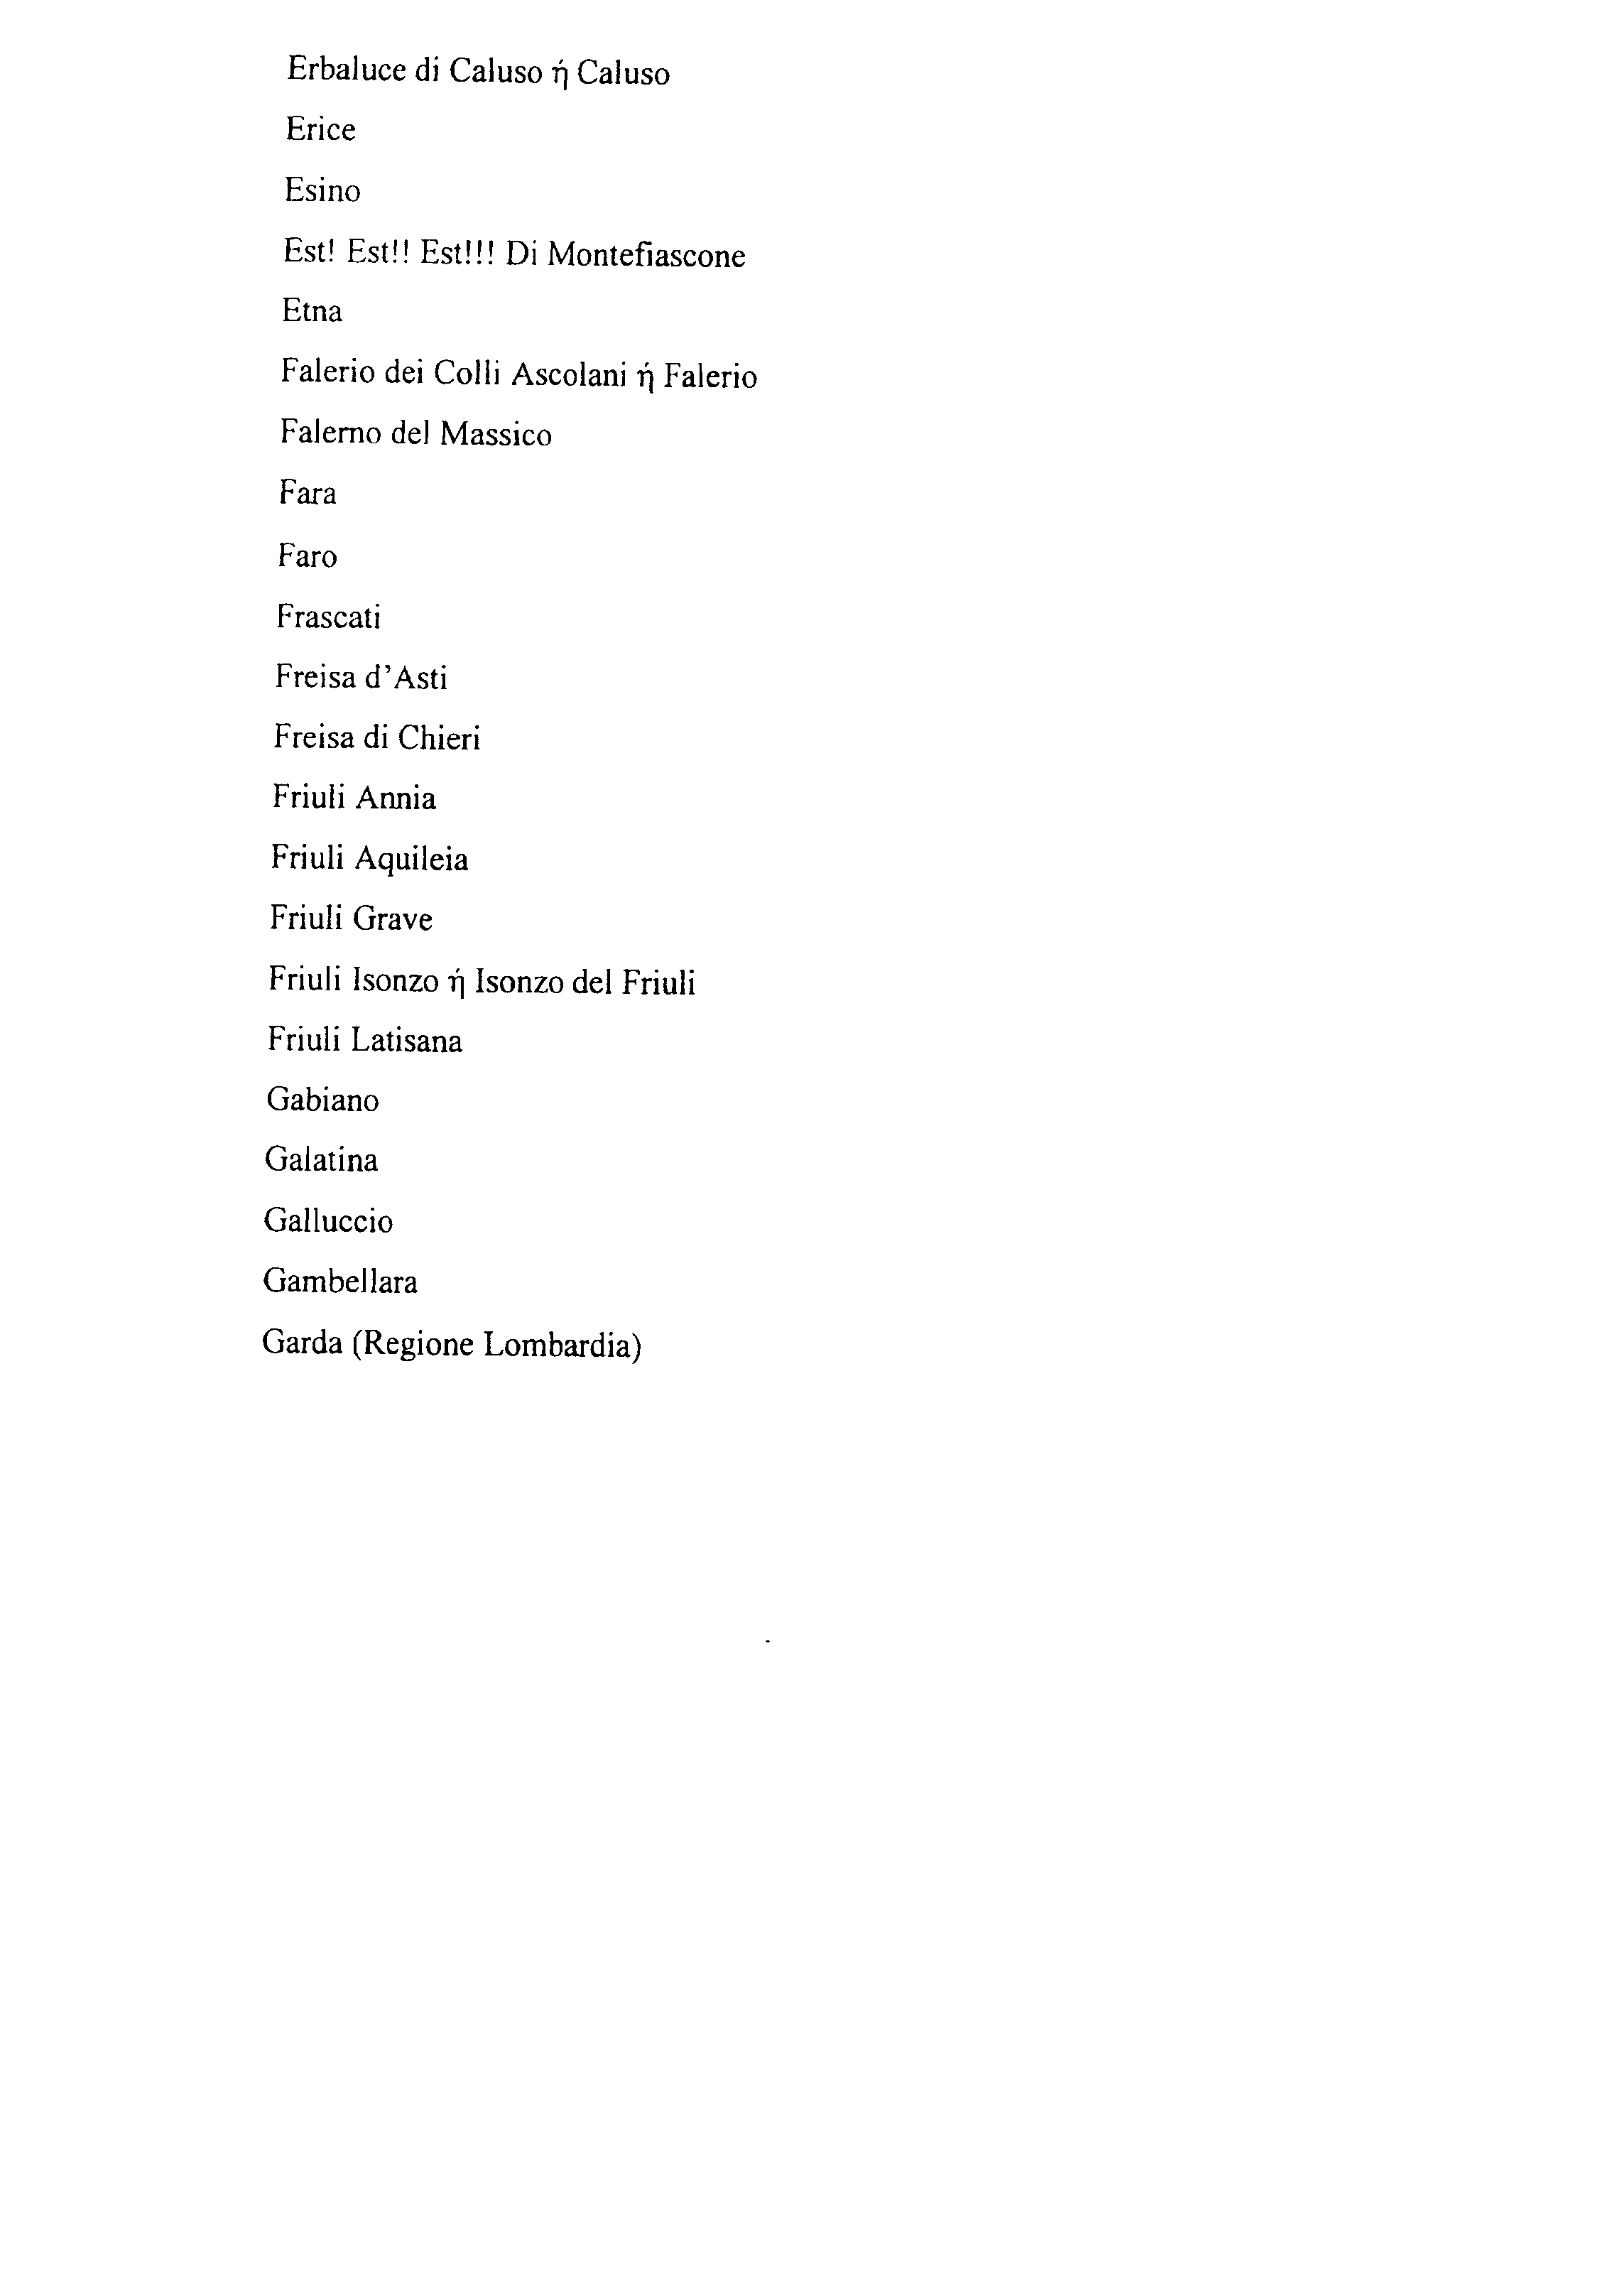 Erbaluce di Caluso ή Caluso
Erice
Esino
Est! Est!! Est!!! Di Montefiascone
Etna
Falerio dei Colli Ascolani ή Falerio
Falerno del Massico
Fara
Faro
Frascati
Freisa d’Asti
Freisa di Chieri
Friuli Annia
Friuli Aquileia
Friuli Grave
Friuli Isonzo ή Isonzo del Friuli
Friuli Latisana
Gabiano
Galatina
Galluccio
Gambellara
Garda (Regione Lombardia)